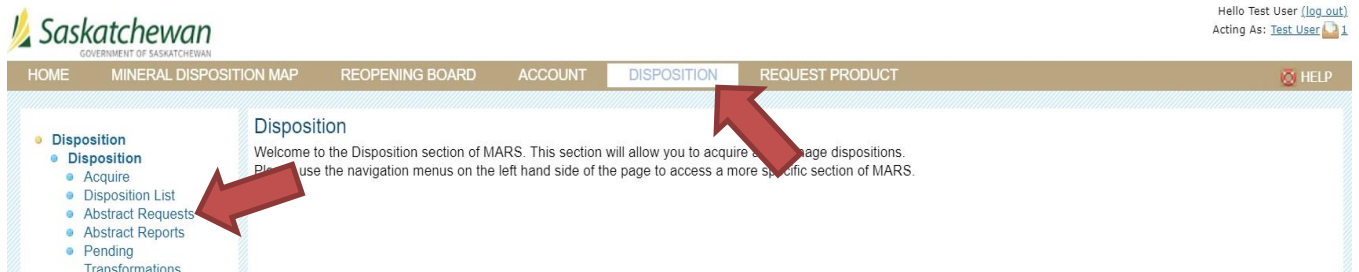 Hello Test User (log out)
Saskatchewan
GOVERNMENT OF SASKATCHEWAN
Acting As: Test User 1
HOME MINERAL DISPOSITION MAP REOPENING BOARD ACCOUNT DISPOSITION REQUEST PRODUCT HELP
Disposition
Disposition
Acquire
Disposition List
Abstract Requests
Abstract Reports
Pending
Transformations
Disposition
Welcome to the Disposition section of MARS. This section will allow you to acquire dispositions.
use the navigation menus on the left hand side of the page to access a more specific section of MARS.